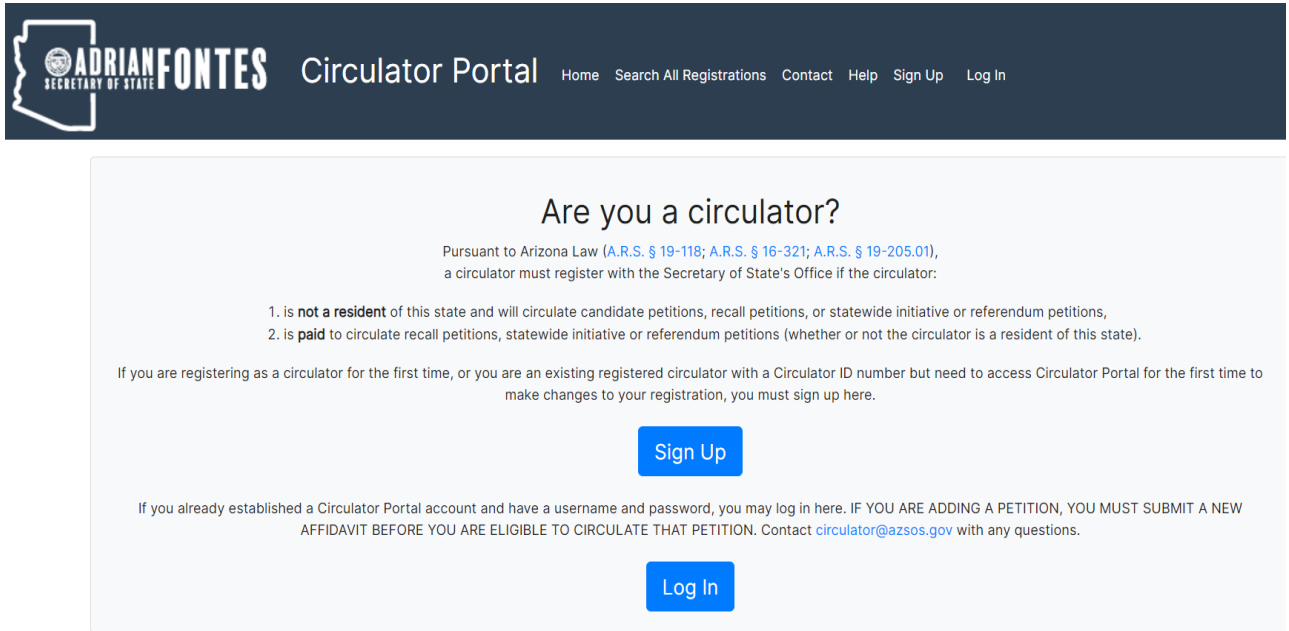 ADRIAN FONTES
SECRETARY OF STATE
Circulator Portal Home Search All Registrations Contact Help Sign Up Log In
Are you a circulator?
Pursuant to Arizona Law (A.R.S. § 19-118; A.R.S. § 16-321; A.R.S. § 19-205.01),
a circulator must register with the Secretary of State's Office if the circulator:
1. is not a resident of this state and will circulate candidate petitions, recall petitions, or statewide initiative or referendum petitions,
2. is paid to circulate recall petitions, statewide initiative or referendum petitions (whether or not the circulator is a resident of this state).
If you are registering as a circulator for the first time, or you are an existing registered circulator with a Circulator ID number but need to access Circulator Portal for the first time to
make changes to your registration, you must sign up here.
Sign Up
If you already established a Circulator Portal account and have a username and password, you may log in here. IF YOU ARE ADDING A PETITION, YOU MUST SUBMIT A NEW
AFFIDAVIT BEFORE YOU ARE ELIGIBLE TO CIRCULATE THAT PETITION. Contact circulator@azsos.gov with any questions.
Log In